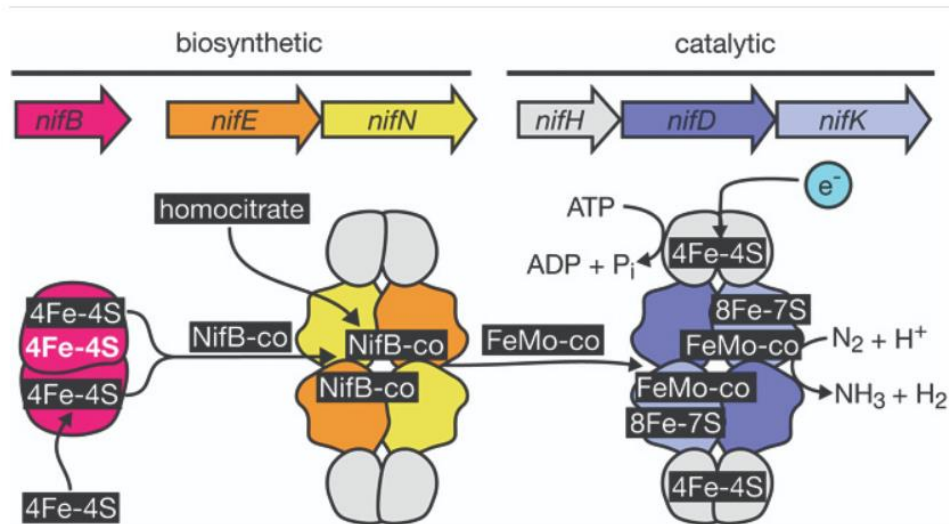 biosynthetic
catalytic
nifB
nifE
nifN
nifH
nifD
nifK
e⁻
homocitrate
ATP
4Fe-4S
ADP + Pᵢ
4Fe-4S
8Fe-7S
4Fe-4S
NifB-co
NifB-co
FeMo-co
FeMo-co
N₂ + H⁺
4Fe-4S
NifB-co
FeMo-co
NH₃ + H₂
8Fe-7S
4Fe-4S
4Fe-4S